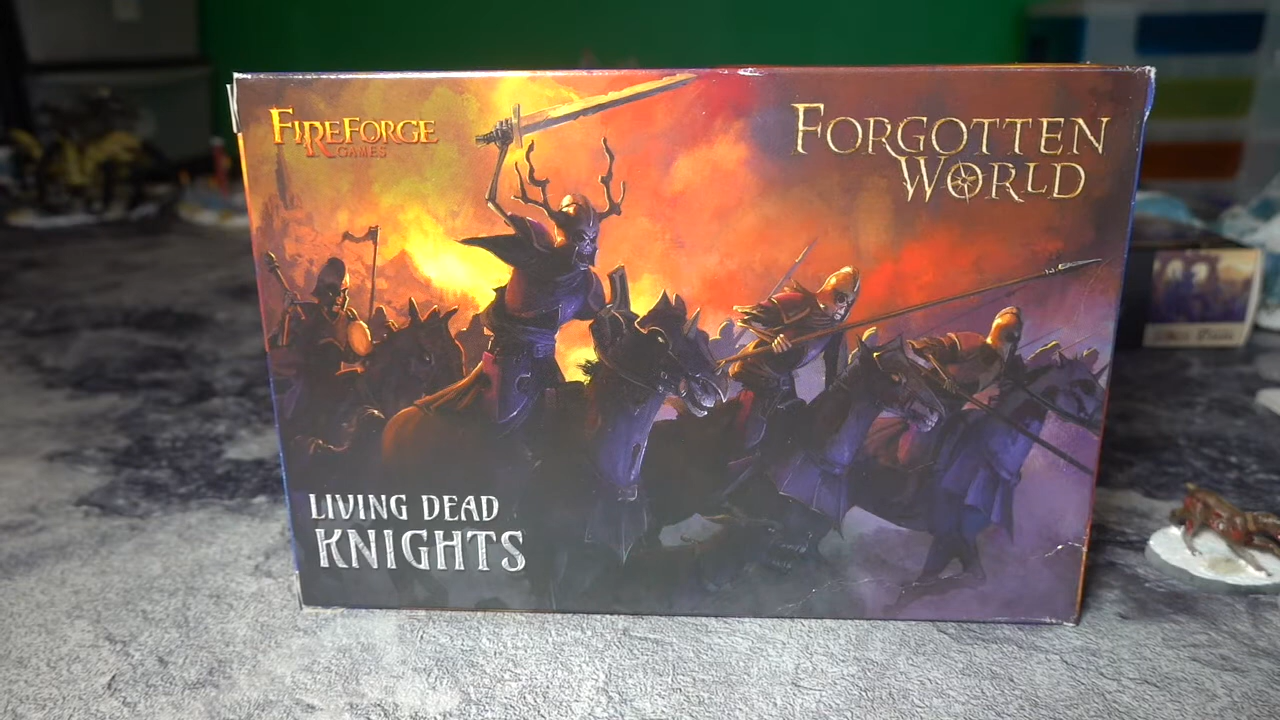 FIREFORGE
GAMES
FORGOTTEN
WORLD
LIVING DEAD
KNIGHTS